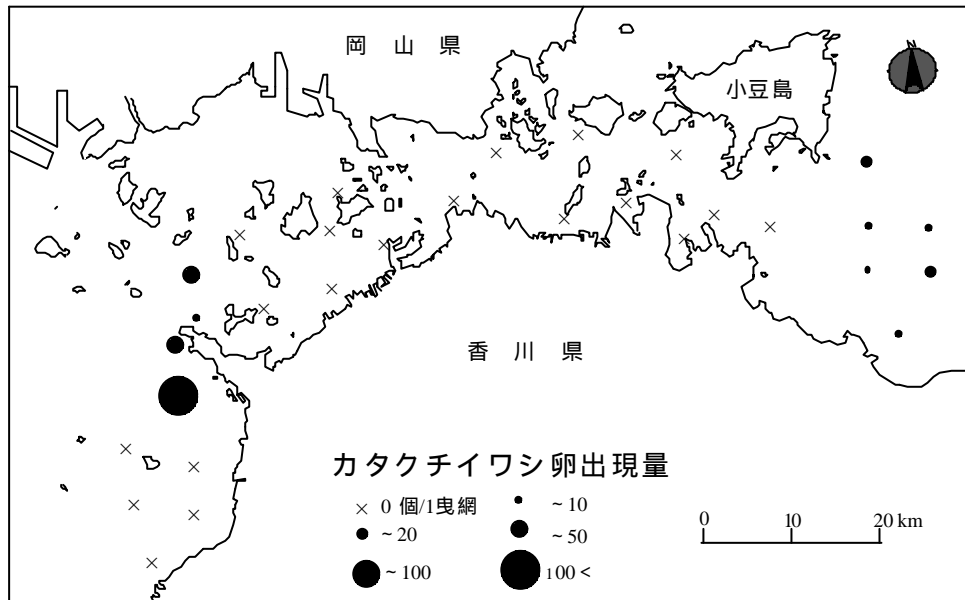 岡山県
N
小豆島
香川県
カタクチイワシ卵出現量
× 0 個/1曳網
~10
~20
~50
~100
100 <
0 10 20 km